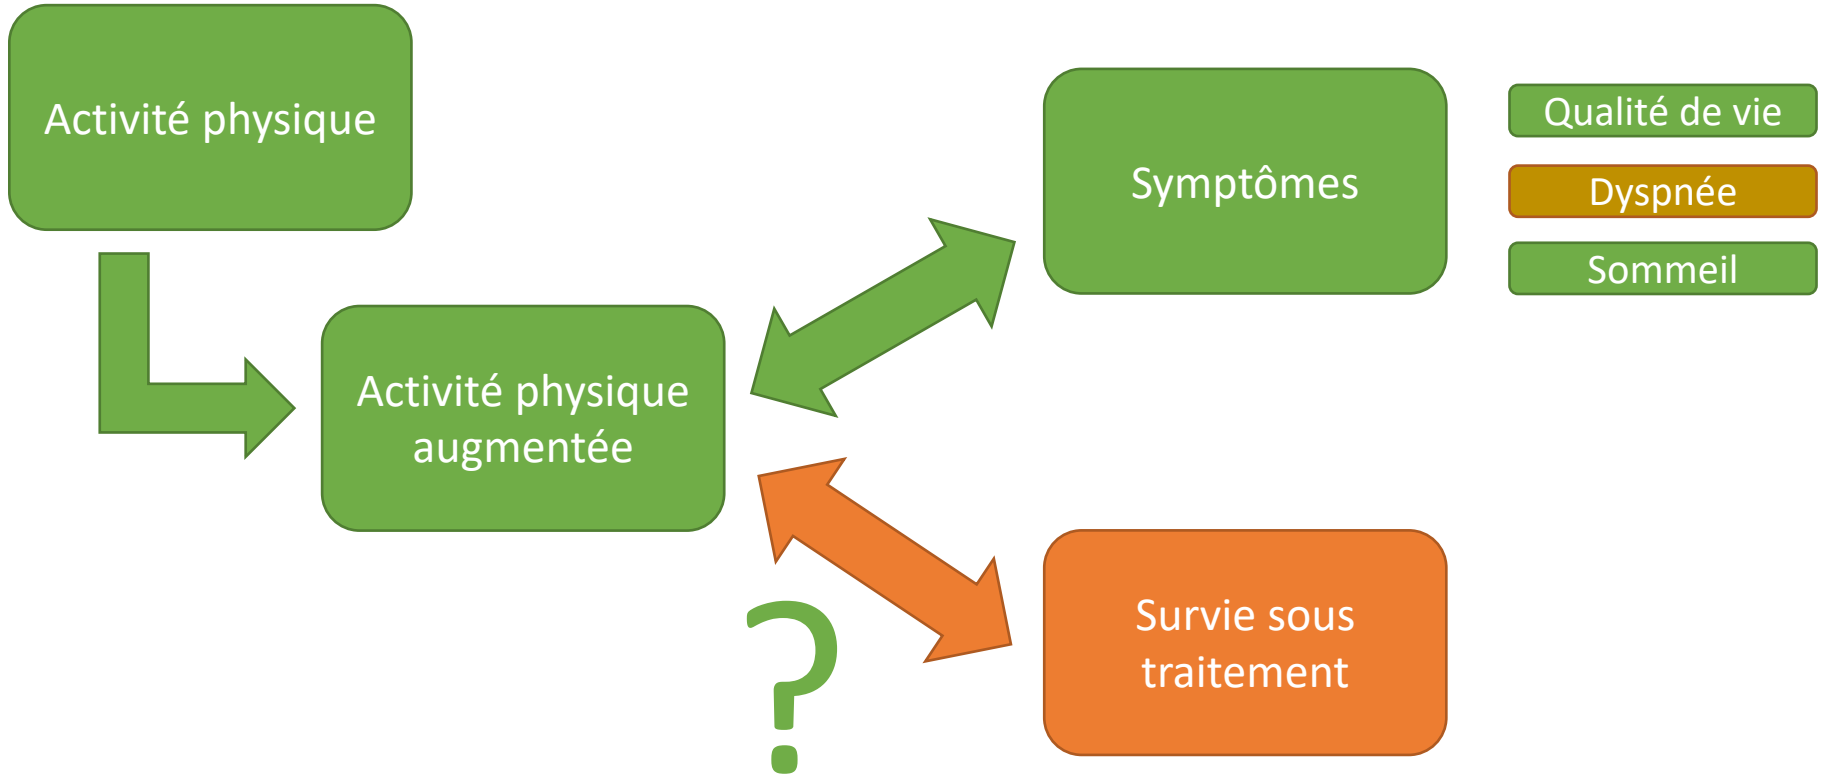 Activité physique
Activité physique
augmentée
Symptômes
Qualité de vie
Dyspnée
Sommeil
?
Survie sous
traitement